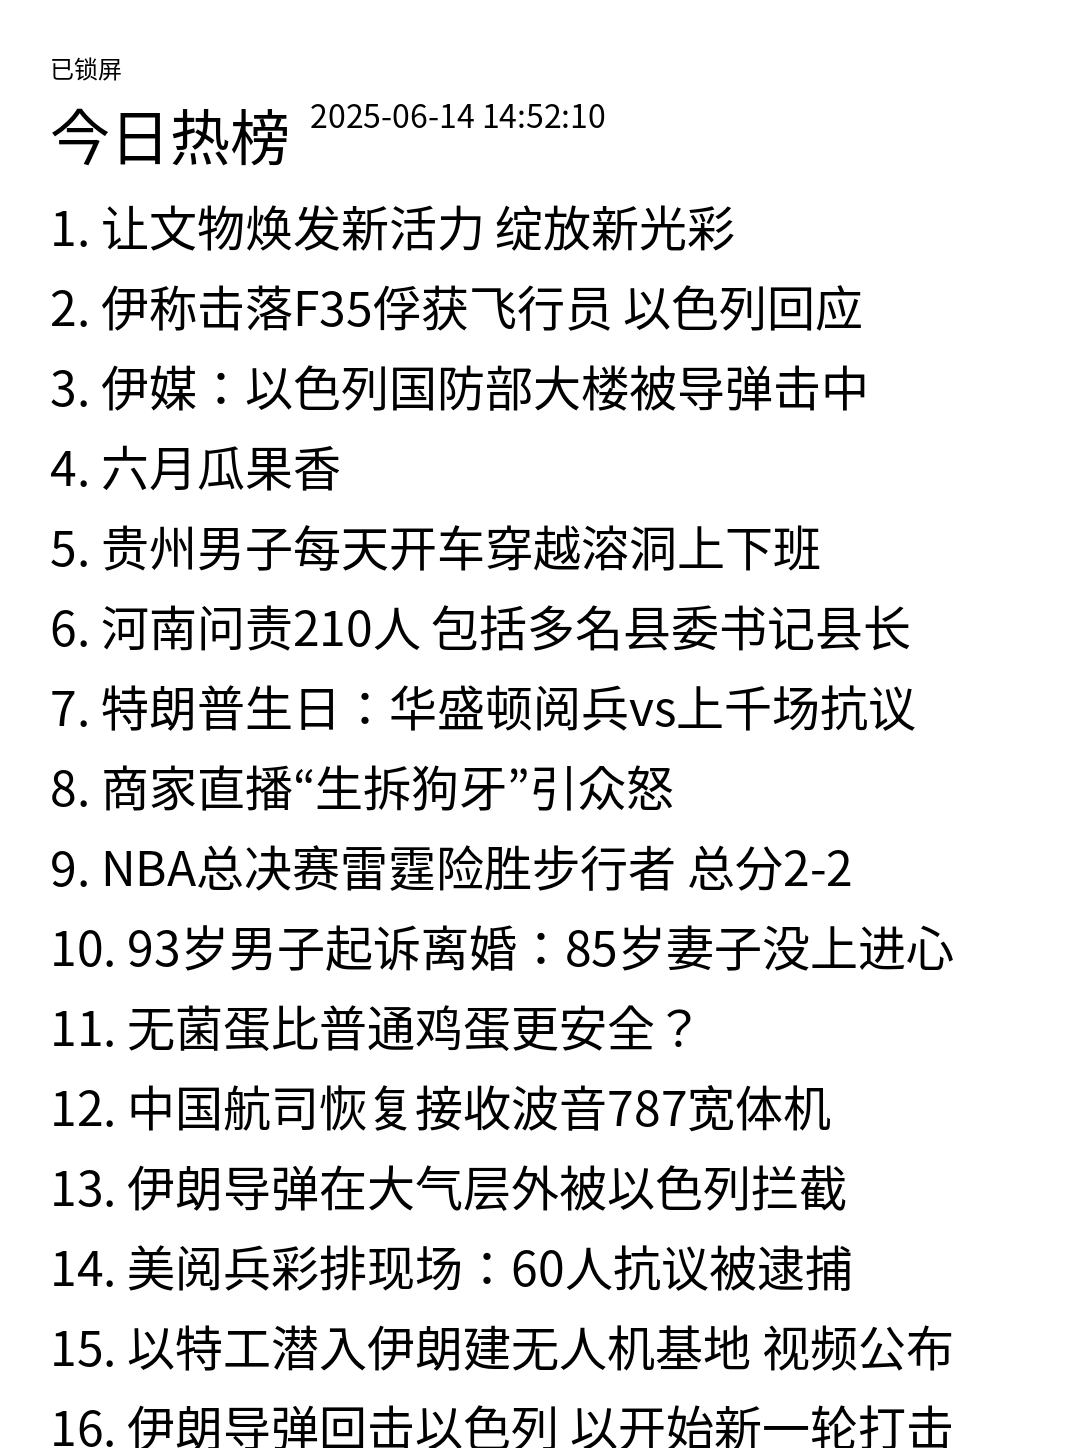 已锁屏
今日热榜 2025-06-14 14:52:10
1. 让文物焕发新活力 绽放新光彩
2. 伊称击落F35俘获飞行员 以色列回应
3. 伊媒：以色列国防部大楼被导弹击中
4. 六月瓜果香
5. 贵州男子每天开车穿越溶洞上下班
6. 河南问责210人 包括多名县委书记县长
7. 特朗普生日：华盛顿阅兵vs上千场抗议
8. 商家直播“生拆狗牙”引众怒
9. NBA总决赛雷霆险胜步行者 总分2-2
10. 93岁男子起诉离婚：85岁妻子没上进心
11. 无菌蛋比普通鸡蛋更安全？
12. 中国航司恢复接收波音787宽体机
13. 伊朗导弹在大气层外被以色列拦截
14. 美阅兵彩排现场：60人抗议被逮捕
15. 以特工潜入伊朗建无人机基地 视频公布
16. 伊朗导弹回击以色列 以开始新一轮打击